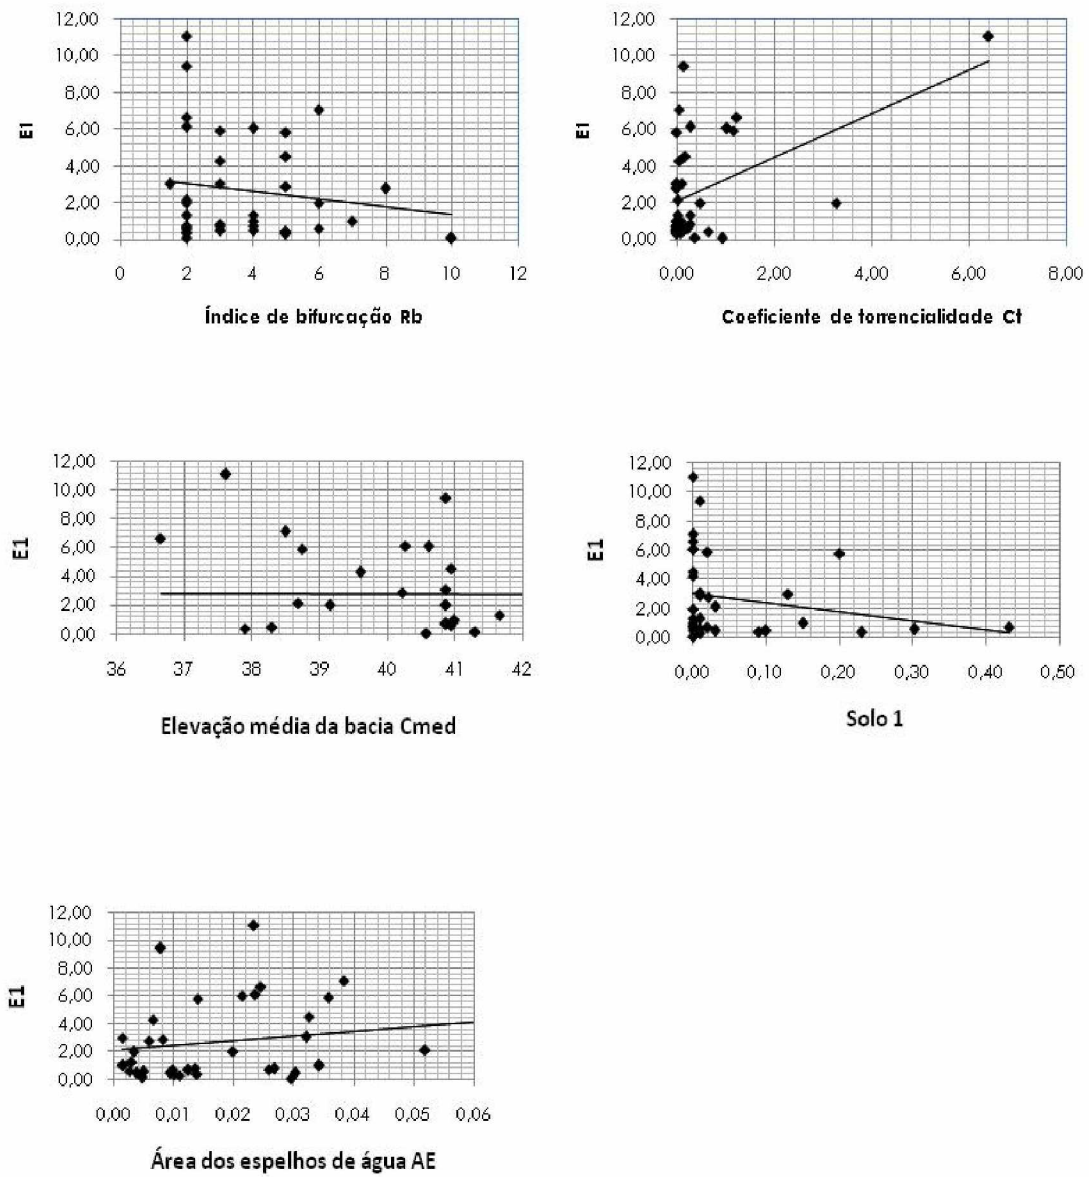 12,00 12,00
10,00 10,00
8,00 8,00
E1 6,00 E1 6,00
4,00 4,00
2,00 2,00
0,00 0,00
0 2 4 6 8 10 12 0,00 2,00 4,00 6,00 8,00
Índice de bifurcação Rb Coeficiente de torrencialidade Ct
12,00 12,00
10,00 10,00
8,00 8,00
E1 6,00 E1 6,00
4,00 4,00
2,00 2,00
0,00 0,00
36 37 38 39 40 41 42 0,00 0,10 0,20 0,30 0,40 0,50
Elevação média da bacia Cmed Solo 1
12,00
10,00
8,00
E1 6,00
4,00
2,00
0,00
0,00 0,01 0,02 0,03 0,04 0,05 0,06
Área dos espelhos de água AE